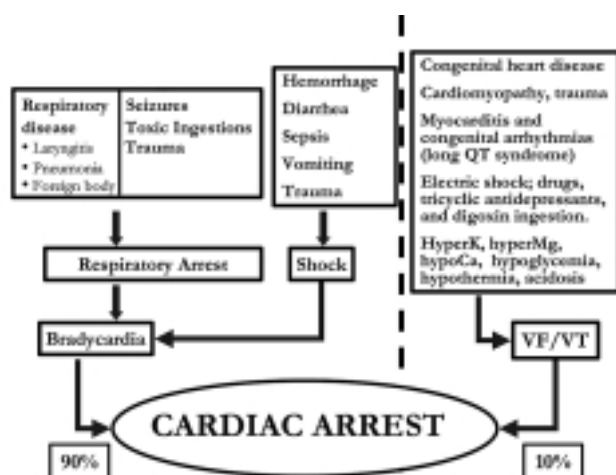 Respiratory
disease
• Laryngitis
• Pneumonia
• Foreign body
Seizures
Toxic Ingestions
Trauma
Hemorrhage
Diarrhea
Sepsis
Vomiting
Trauma
Congenital heart disease
Cardiomyopathy, trauma
Myocarditis and
congenital arrhythmias
(long QT syndrome)
Electric shock; drugs,
tricyclic antidepressants,
and digoxin ingestion.
HyperK, hyperMg,
hypoCa, hypoglycemia,
hypothermia, acidosis
Respiratory Arrest
Shock
Bradycardia
VF/VT
CARDIAC ARREST
90%
10%